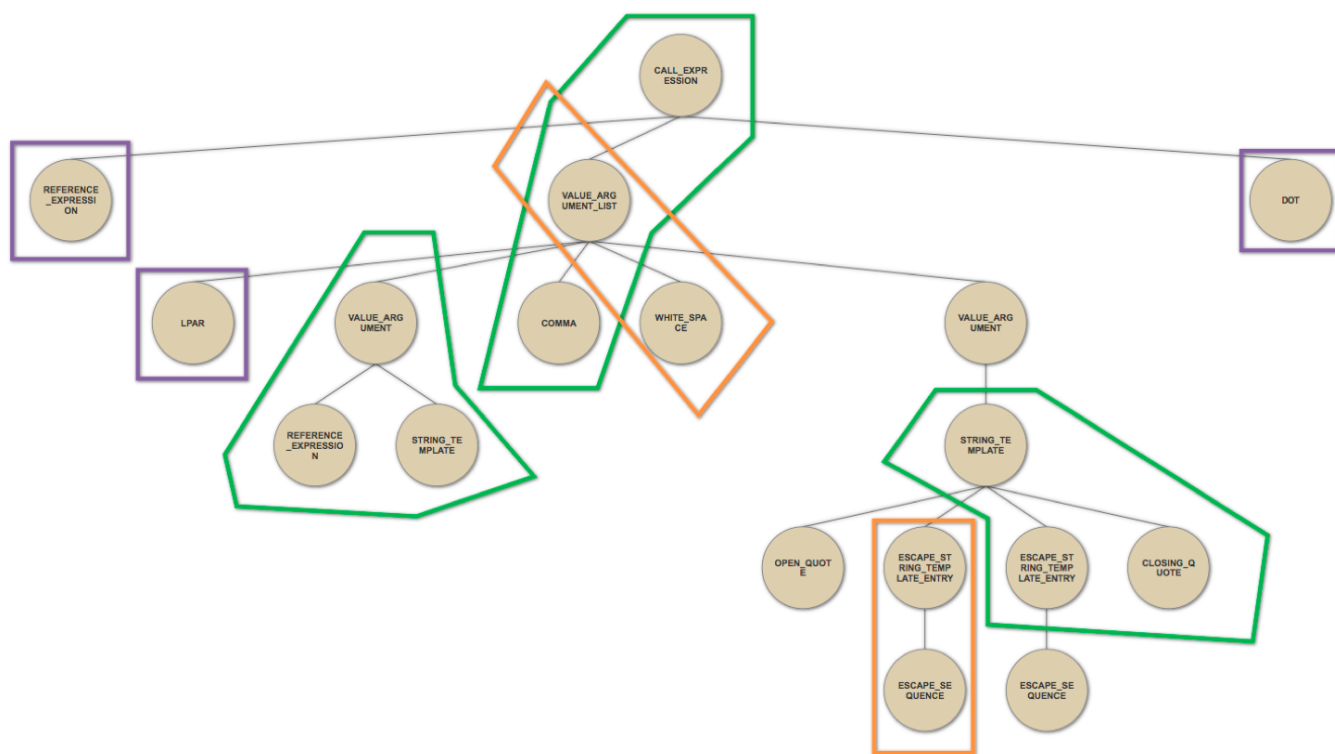 CALL_EXPR
ESSION
REFERENCE
_EXPRESSI
ON
VALUE_ARG
UMENT_LIST
DOT
LPAR
VALUE_ARG
UMENT
COMMA
WHITE_SPA
CE
VALUE_ARG
UMENT
REFERENCE
_EXPRESSIO
N
STRING_TE
MPLATE
STRING_TE
MPLATE
OPEN_QUOT
E
ESCAPE_ST
RING_TEMP
LATE_ENTRY
ESCAPE_ST
RING_TEMP
LATE_ENTRY
CLOSING_Q
UOTE
ESCAPE_SE
QUENCE
ESCAPE_SE
QUENCE